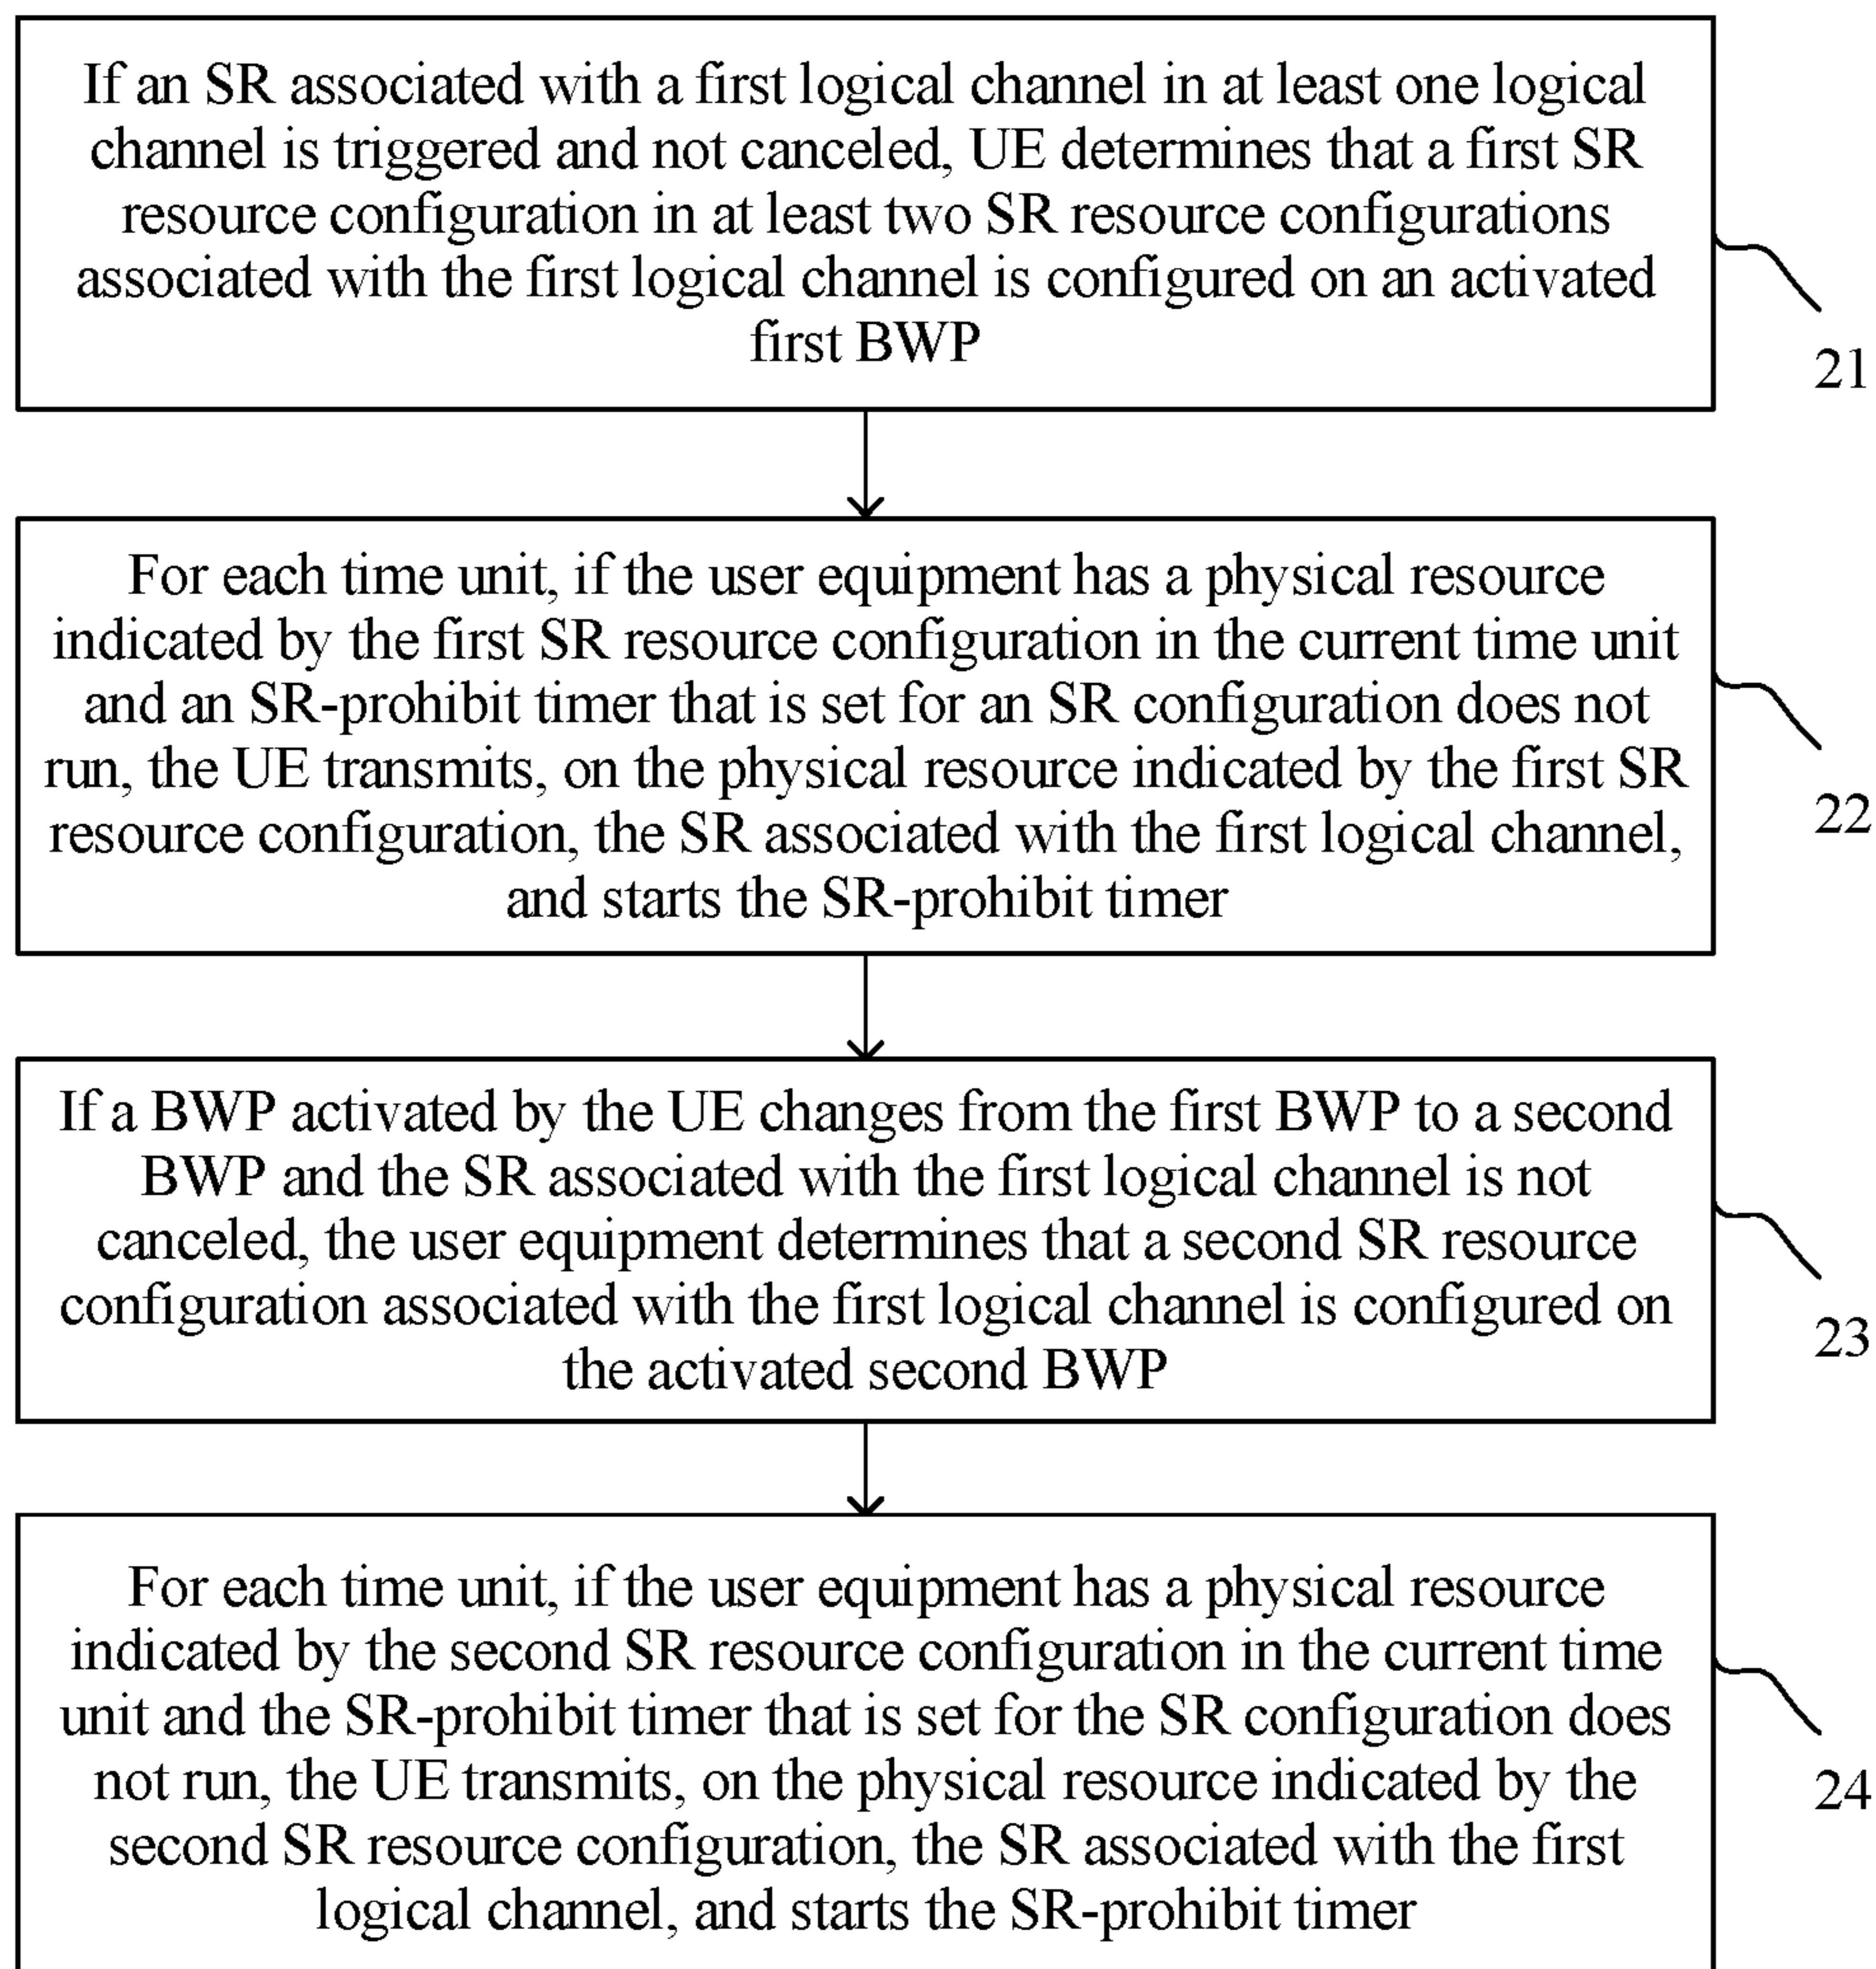 If an SR associated with a first logical channel in at least one logical
channel is triggered and not canceled, UE determines that a first SR
resource configuration in at least two SR resource configurations
associated with the first logical channel is configured on an activated
first BWP
21
For each time unit, if the user equipment has a physical resource
indicated by the first SR resource configuration in the current time unit
and an SR-prohibit timer that is set for an SR configuration does not
run, the UE transmits, on the physical resource indicated by the first SR
resource configuration, the SR associated with the first logical channel,
and starts the SR-prohibit timer
22
If a BWP activated by the UE changes from the first BWP to a second
BWP and the SR associated with the first logical channel is not
canceled, the user equipment determines that a second SR resource
configuration associated with the first logical channel is configured on
the activated second BWP
23
For each time unit, if the user equipment has a physical resource
indicated by the second SR resource configuration in the current time
unit and the SR-prohibit timer that is set for the SR configuration does
not run, the UE transmits, on the physical resource indicated by the
second SR resource configuration, the SR associated with the first
logical channel, and starts the SR-prohibit timer
24